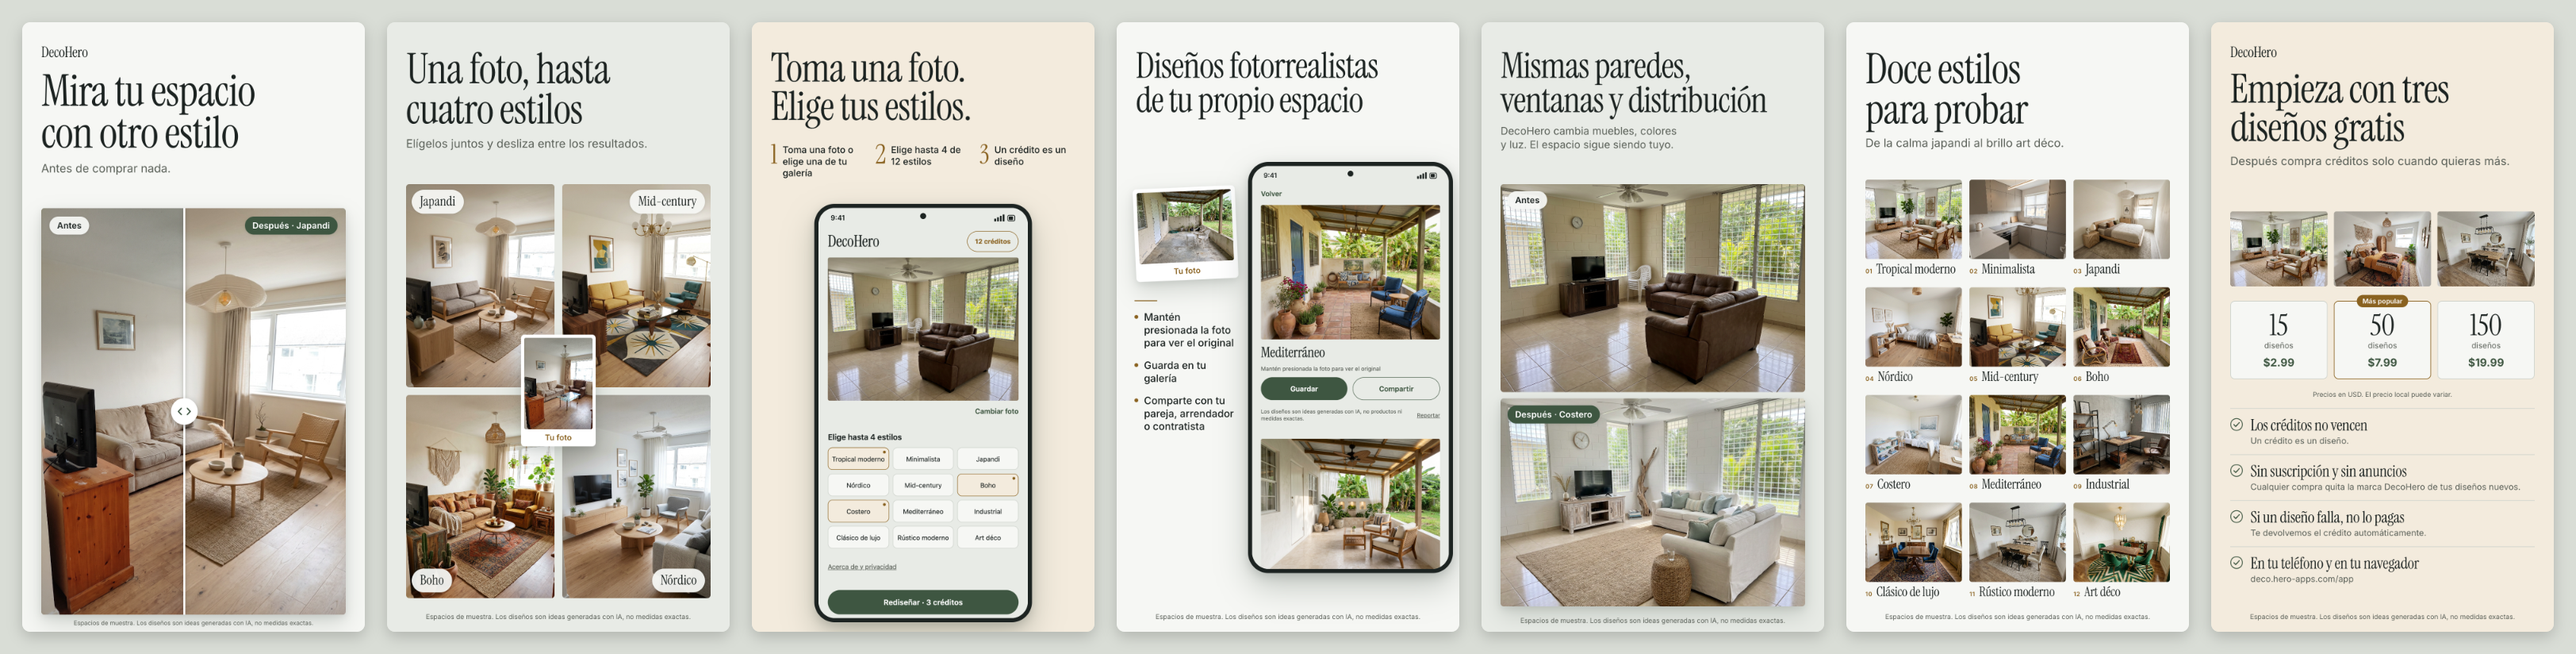 DecoHero
Mira tu espacio
con otro estilo
Antes de comprar nada.
Antes
Después · Japandi
Espacios de muestra. Los diseños son ideas generadas con IA, no medidas exactas.
Una foto, hasta
cuatro estilos
Elígelos juntos y desliza entre los resultados.
Japandi
Mid-century
Tu foto
Boho
Nórdico
Espacios de muestra. Los diseños son ideas generadas con IA, no medidas exactas.
Toma una foto.
Elige tus estilos.
1 Toma una foto o
elige una de tu
galería
2 Elige hasta 4 de
12 estilos
3 Un crédito es un
diseño
9:41
DecoHero
12 créditos
Cambiar foto
Elige hasta 4 estilos
Tropical moderno
Minimalista
Japandi
Nórdico
Mid-century
Boho
Costero
Mediterráneo
Industrial
Clásico de lujo
Rústico moderno
Art déco
Acerca de y privacidad
Rediseñar · 3 créditos
Diseños fotorrealistas
de tu propio espacio
Tu foto
Mantén
presionada la foto
para ver el original
Guarda en tu
galería
Comparte con tu
pareja, arrendador
o contratista
9:41
Volver
Mediterráneo
Mantén presionada la foto para ver el original
Guardar
Compartir
Los diseños son ideas generadas con IA, no productos ni
medidas exactas.
Reportar
Espacios de muestra. Los diseños son ideas generadas con IA, no medidas exactas.
Mismas paredes,
ventanas y distribución
DecoHero cambia muebles, colores
y luz. El espacio sigue siendo tuyo.
Antes
Después · Costero
Espacios de muestra. Los diseños son ideas generadas con IA, no medidas exactas.
Doce estilos
para probar
De la calma japandi al brillo art déco.
01 Tropical moderno
02 Minimalista
03 Japandi
04 Nórdico
05 Mid-century
06 Boho
07 Costero
08 Mediterráneo
09 Industrial
10 Clásico de lujo
11 Rústico moderno
12 Art déco
Espacios de muestra. Los diseños son ideas generadas con IA, no medidas exactas.
DecoHero
Empieza con tres
diseños gratis
Después compra créditos solo cuando quieras más.
15
diseños
$2.99
Más popular
50
diseños
$7.99
150
diseños
$19.99
Precios en USD. El precio local puede variar.
Los créditos no vencen
Un crédito es un diseño.
Sin suscripción y sin anuncios
Cualquier compra quita la marca DecoHero de tus diseños nuevos.
Si un diseño falla, no lo pagas
Te devolvemos el crédito automáticamente.
En tu teléfono y en tu navegador
deco.hero-apps.com/app
Espacios de muestra. Los diseños son ideas generadas con IA, no medidas exactas.